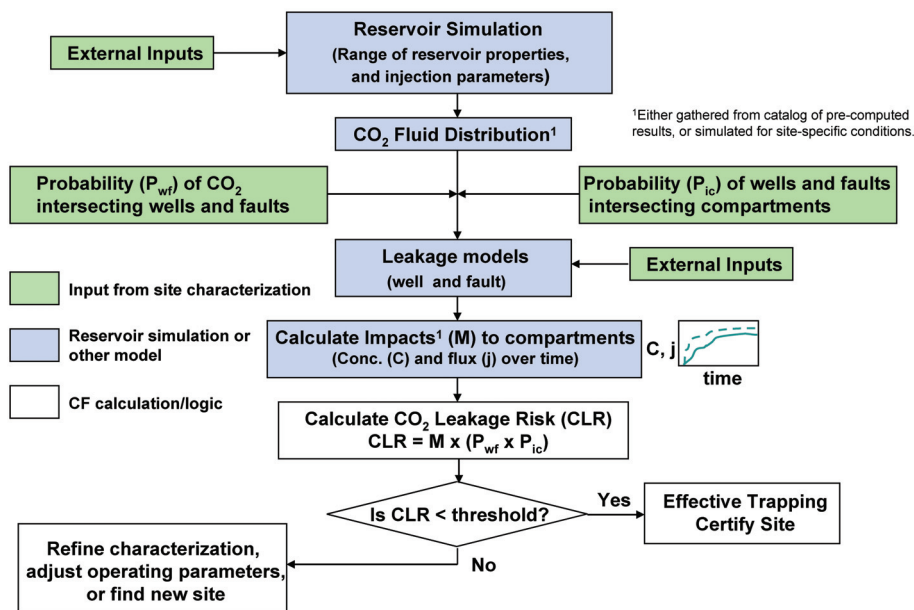 Reservoir Simulation
(Range of reservoir properties,
and injection parameters)
External Inputs
CO₂ Fluid Distribution¹
¹Either gathered from catalog of pre-computed
results, or simulated for site-specific conditions.
Probability (Pwf) of CO₂
intersecting wells and faults
Probability (Pic) of wells and faults
intersecting compartments
Leakage models
(well and fault)
External Inputs
Input from site characterization
Reservoir simulation or
other model
CF calculation/logic
Calculate Impacts¹ (M) to compartments
(Conc. (C) and flux (j) over time)
C, j
time
Calculate CO₂ Leakage Risk (CLR)
CLR = M x (Pwf x Pic)
Is CLR < threshold?
Yes
Effective Trapping
Certify Site
No
Refine characterization,
adjust operating parameters,
or find new site